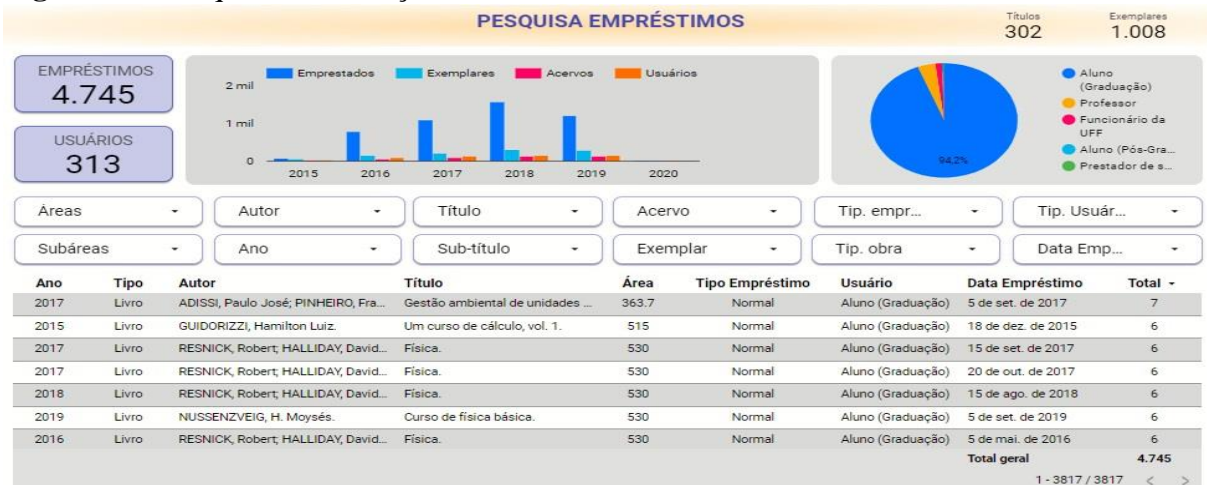 PESQUISA EMPRÉSTIMOS
Títulos
302
Exemplares
1.008
EMPRÉSTIMOS
4.745
USUÁRIOS
313
Emprestados Exemplares Acervos Usuários
2 mil
1 mil
0
2015 2016 2017 2018 2019 2020
94,2%
Aluno
(Graduação)
Professor
Funcionário da
UFF
Aluno (Pós-Gra...
Prestador de s...
Áreas Autor Título Acervo Tip. empr... Tip. Usuár...
Subáreas Ano Sub-título Exemplar Tip. obra Data Emp...
Ano Tipo Autor Título Área Tipo Empréstimo Usuário Data Empréstimo Total
2017 Livro ADISSI, Paulo José; PINHEIRO, Fra... Gestão ambiental de unidades ... 363.7 Normal Aluno (Graduação) 5 de set. de 2017 7
2015 Livro GUIDORIZZI, Hamilton Luiz. Um curso de cálculo, vol. 1. 515 Normal Aluno (Graduação) 18 de dez. de 2015 6
2017 Livro RESNICK, Robert; HALLIDAY, David... Física. 530 Normal Aluno (Graduação) 15 de set. de 2017 6
2017 Livro RESNICK, Robert; HALLIDAY, David... Física. 530 Normal Aluno (Graduação) 20 de out. de 2017 6
2018 Livro RESNICK, Robert; HALLIDAY, David... Física. 530 Normal Aluno (Graduação) 15 de ago. de 2018 6
2019 Livro NUSSENZVEIG, H. Moysés. Curso de física básica. 530 Normal Aluno (Graduação) 5 de set. de 2019 6
2016 Livro RESNICK, Robert; HALLIDAY, David... Física. 530 Normal Aluno (Graduação) 5 de mai. de 2016 6
Total geral 4.745
1 - 3817 / 3817 < >